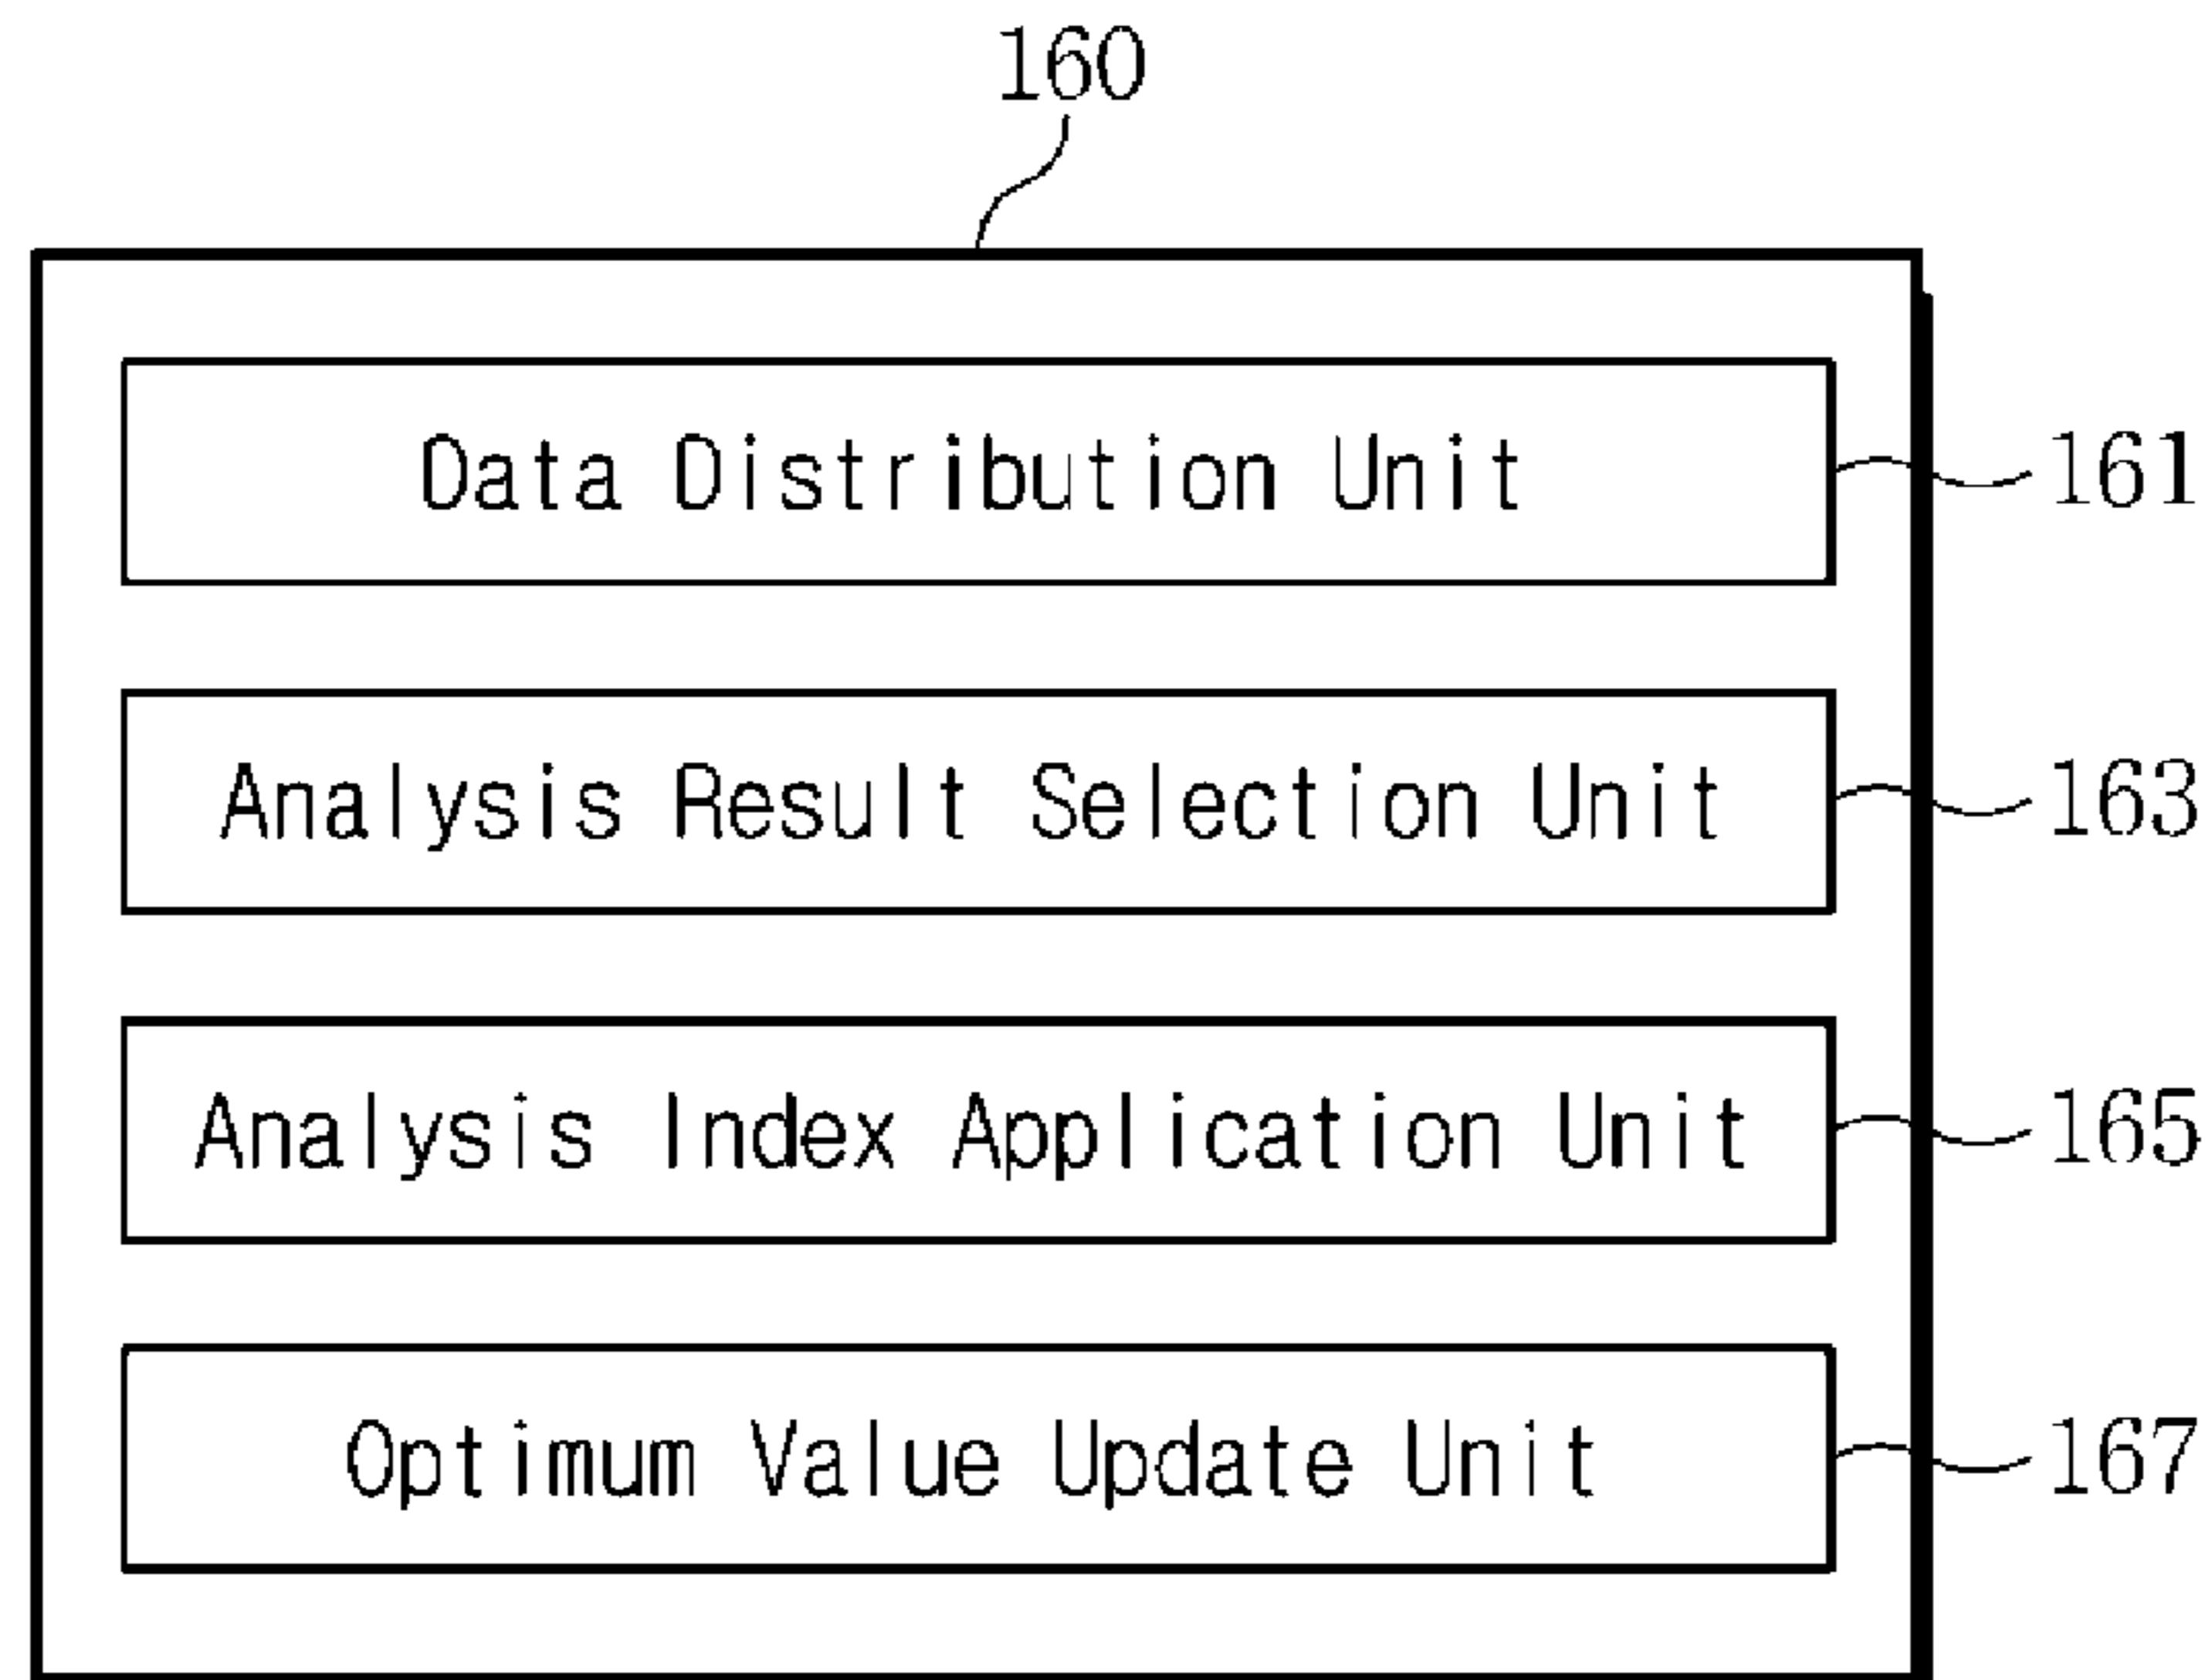 160
Data Distribution Unit 161
Analysis Result Selection Unit 163
Analysis Index Application Unit 165
Optimum Value Update Unit 167